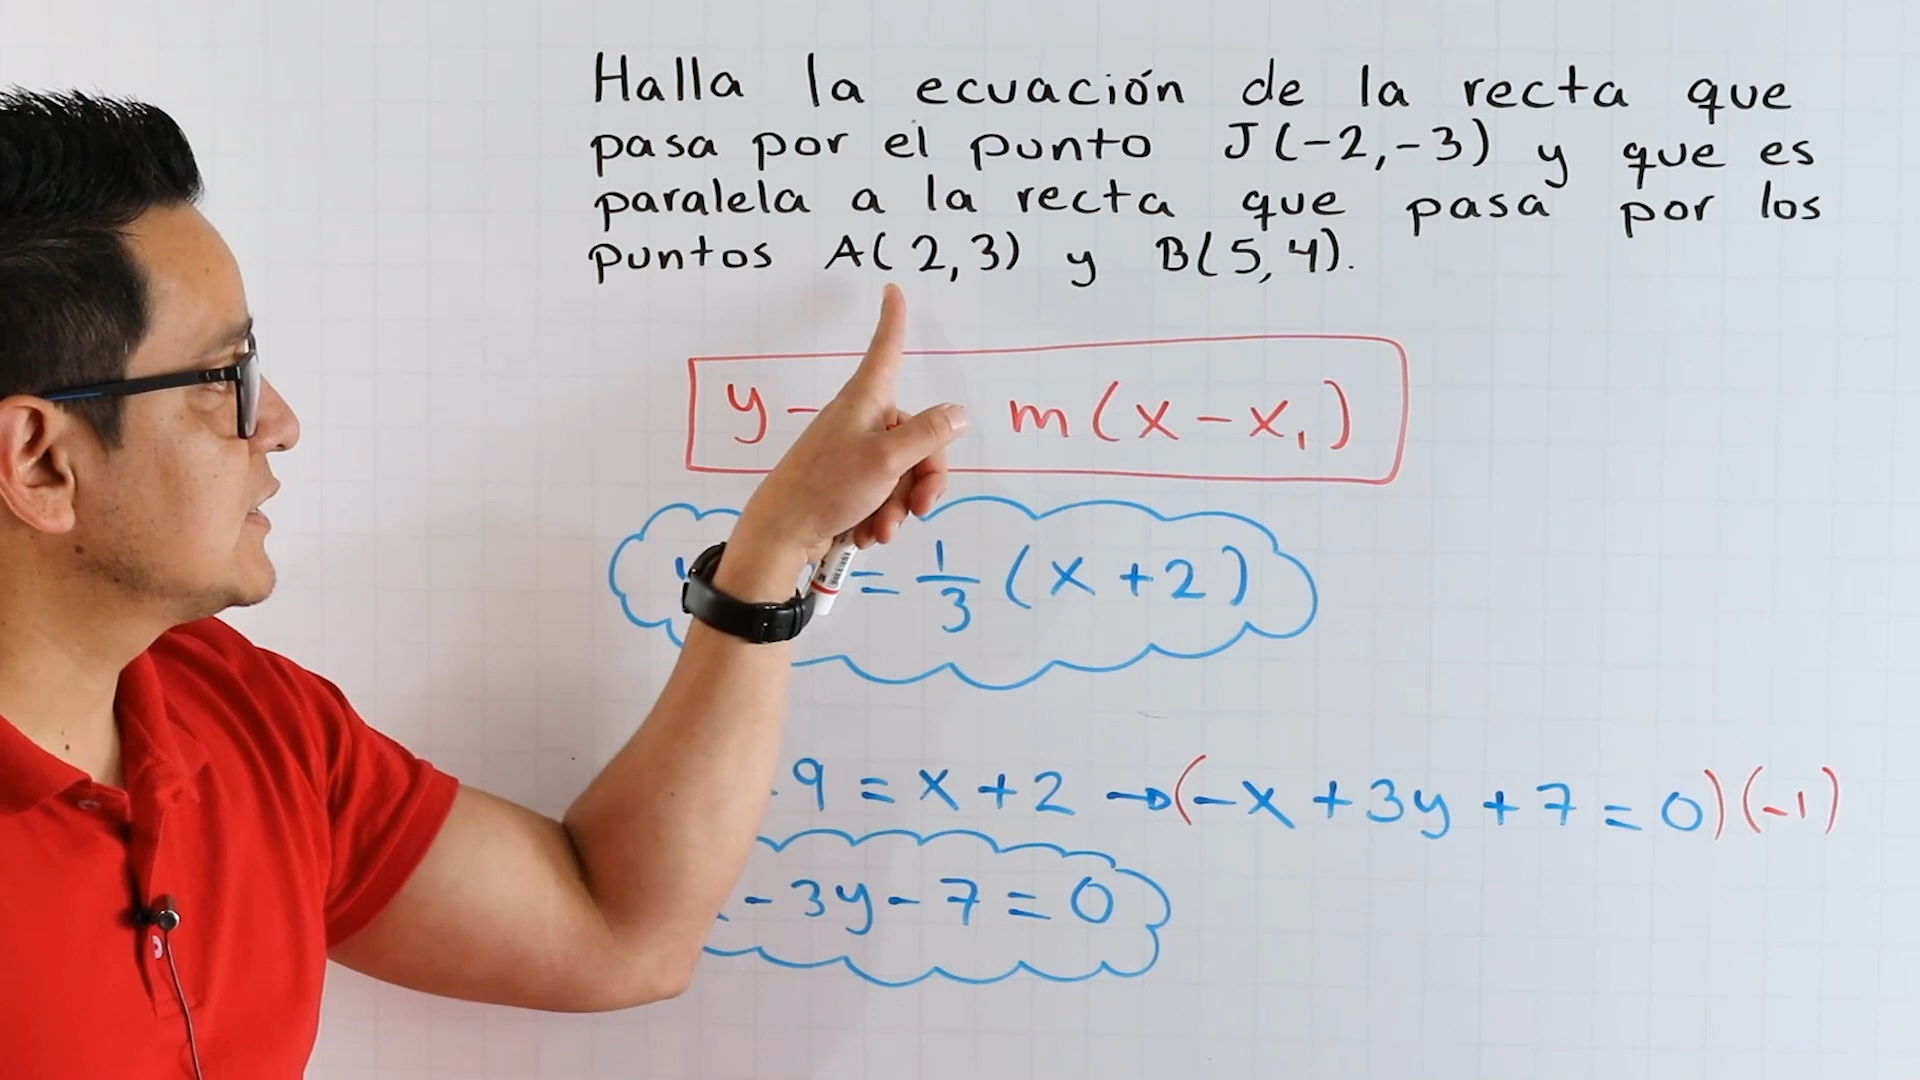 Halla la ecuación de la recta que
pasa por el punto J(-2,-3) y que es
paralela a la recta que pasa por los
puntos A(2,3) y B(5,4).
y- m(x-x₁)
= 1/3 (x+2)
9 = x+2 → (-x+3y+7=0)(-1)
-3y-7=0